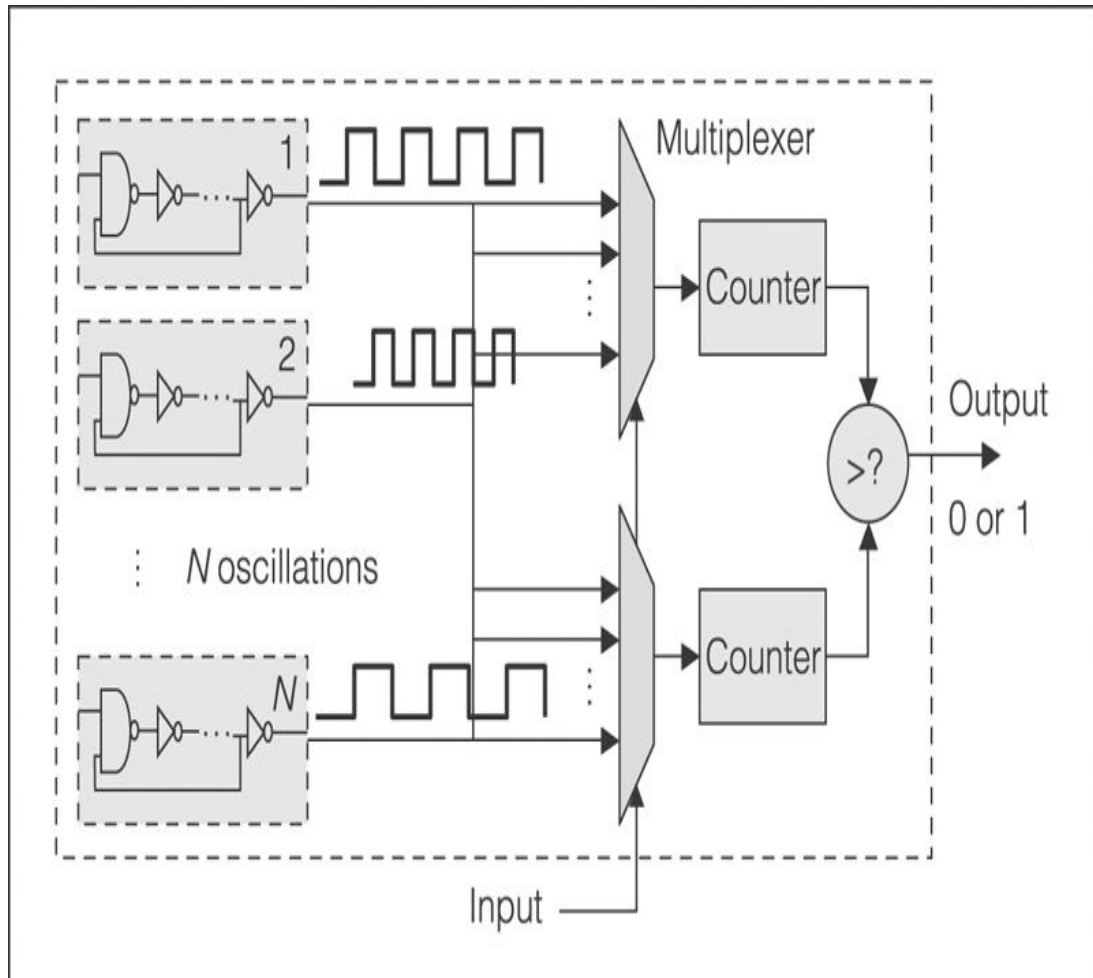 1
Multiplexer
Counter
2
Output
>?
0 or 1
N oscillations
Counter
N
Input